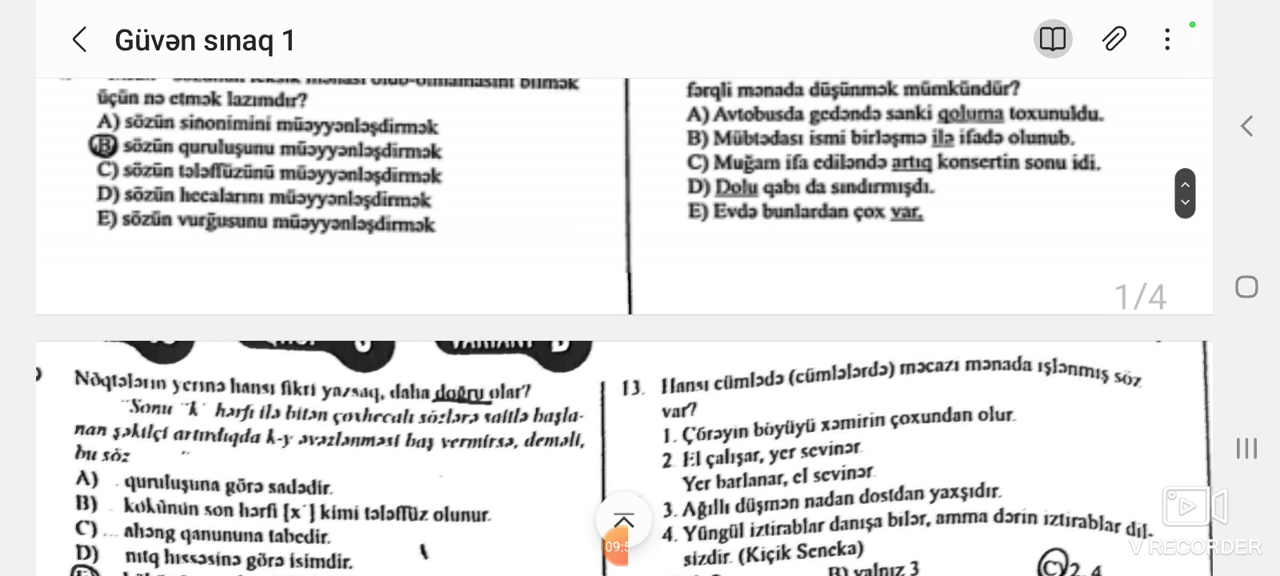 Güvən sınaq 1
üçün nə etmək lazımdır?
A) sözün sinonimini müəyyənləşdirmək
B) sözün quruluşunu müəyyənləşdirmək
C) sözün tələffüzünü müəyyənləşdirmək
D) sözün hecalarını müəyyənləşdirmək
E) sözün vurğusunu müəyyənləşdirmək
fərqli mənada düşünmək mümkündür?
A) Avtobusda gedəndə sanki qoluma toxunuldu.
B) Mübtədası ismi birləşmə ilə ifadə olunub.
C) Muğam ifa ediləndə artıq konsertin sonu idi.
D) Dolu qabı da sındırmışdı.
E) Evdə bunlardan çox var.
1/4
VARIANT B
Nöqtələrin yerinə hansı fikri yazsaq, daha doğru olar?
"Sonu "k" hərfi ilə bitən çoxhecalı sözlərə saitlə başla-
nan şəkilçi artırdıqda k-y əvəzlənməsi baş vermirsə, deməli,
bu söz "
A) quruluşuna görə sadədir.
B) kökünün son hərfi [x´] kimi tələffüz olunur.
C) ... ahəng qanununa tabedir.
D) nitq hissəsinə görə isimdir.
13. Hansı cümlədə (cümlələrdə) məcazi mənada işlənmiş söz
var?
1. Çörəyin böyüyü xəmirin çoxundan olur.
2. El çalışar, yer sevinər
Yer barlanar, el sevinər
3. Ağıllı düşmən nadan dostdan yaxşıdır.
4. Yüngül iztirablar danışa bilər, amma dərin iztirablar dil-
sizdir. (Kiçik Seneka)
B) yalnız 3
C) 2, 4
09:5
V RECORDER